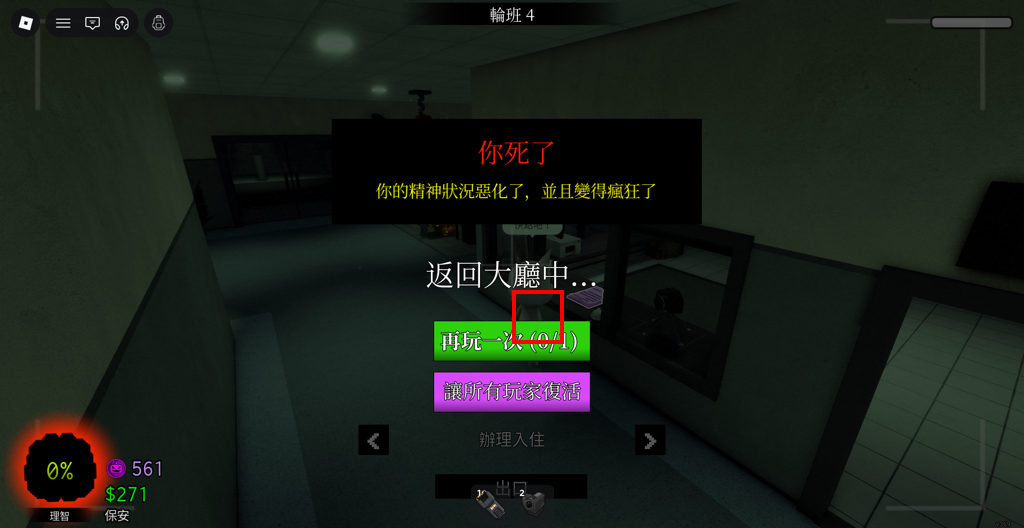 輪班 4
你死了
你的精神狀況惡化了，並且變得瘋狂了
返回大廳中...
再玩一次 (0/1)
讓所有玩家復活
辦理入住
出口
1
2
0%
561
$271
理智
保安